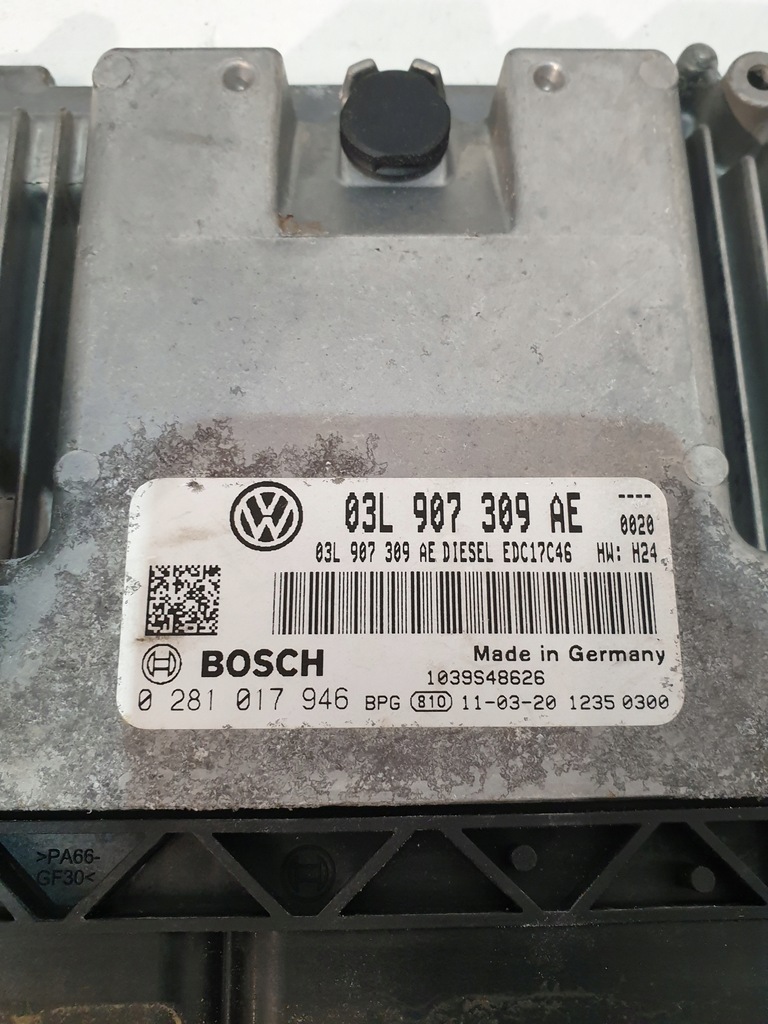 03L 907 309 AE ----
0020
03L 907 309 AE DIESEL EDC17C46 HW: H24
BOSCH Made in Germany
1039S48626
0 281 017 946 BPG 810 11-03-20 1235 0300
>PA66-
GF30<